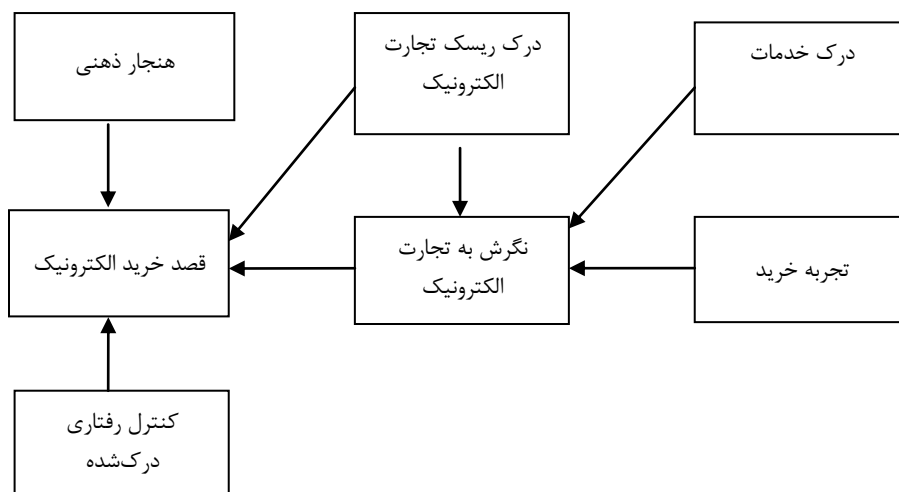 درک خدمات
درک ریسک تجارت
الکترونیک
هنجار ذهنی
تجربه خرید
نگرش به تجارت
الکترونیک
قصد خرید الکترونیک
کنترل رفتاری
درک‌شده